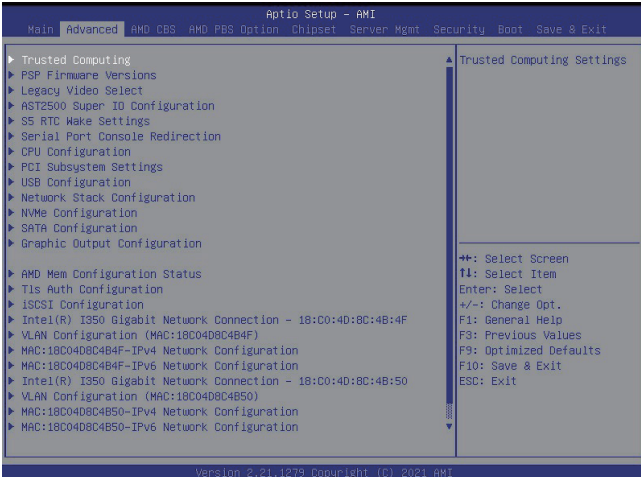 Aptio Setup – AMI
Main Advanced AMD CBS AMD PBS Option Chipset Server Mgmt Security Boot Save & Exit
Trusted Computing
PSP Firmware Versions
Legacy Video Select
AST2500 Super IO Configuration
S5 RTC Wake Settings
Serial Port Console Redirection
CPU Configuration
PCI Subsystem Settings
USB Configuration
Network Stack Configuration
NVMe Configuration
SATA Configuration
Graphic Output Configuration
AMD Mem Configuration Status
Tls Auth Configuration
iSCSI Configuration
Intel(R) I350 Gigabit Network Connection – 18:C0:4D:8C:4B:4F
VLAN Configuration (MAC:18C04D8C4B4F)
MAC:18C04D8C4B4F-IPv4 Network Configuration
MAC:18C04D8C4B4F-IPv6 Network Configuration
Intel(R) I350 Gigabit Network Connection – 18:C0:4D:8C:4B:50
VLAN Configuration (MAC:18C04D8C4B50)
MAC:18C04D8C4B50-IPv4 Network Configuration
MAC:18C04D8C4B50-IPv6 Network Configuration
Trusted Computing Settings
→←: Select Screen
↑↓: Select Item
Enter: Select
+/-: Change Opt.
F1: General Help
F3: Previous Values
F9: Optimized Defaults
F10: Save & Exit
ESC: Exit
Version 2.21.1279 Copyright (C) 2021 AMI